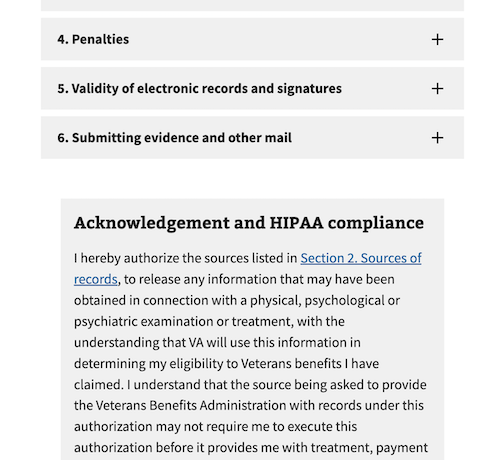 4. Penalties
5. Validity of electronic records and signatures
6. Submitting evidence and other mail
Acknowledgement and HIPAA compliance
I hereby authorize the sources listed in Section 2. Sources of
records, to release any information that may have been
obtained in connection with a physical, psychological or
psychiatric examination or treatment, with the
understanding that VA will use this information in
determining my eligibility to Veterans benefits I have
claimed. I understand that the source being asked to provide
the Veterans Benefits Administration with records under this
authorization may not require me to execute this
authorization before it provides me with treatment, payment